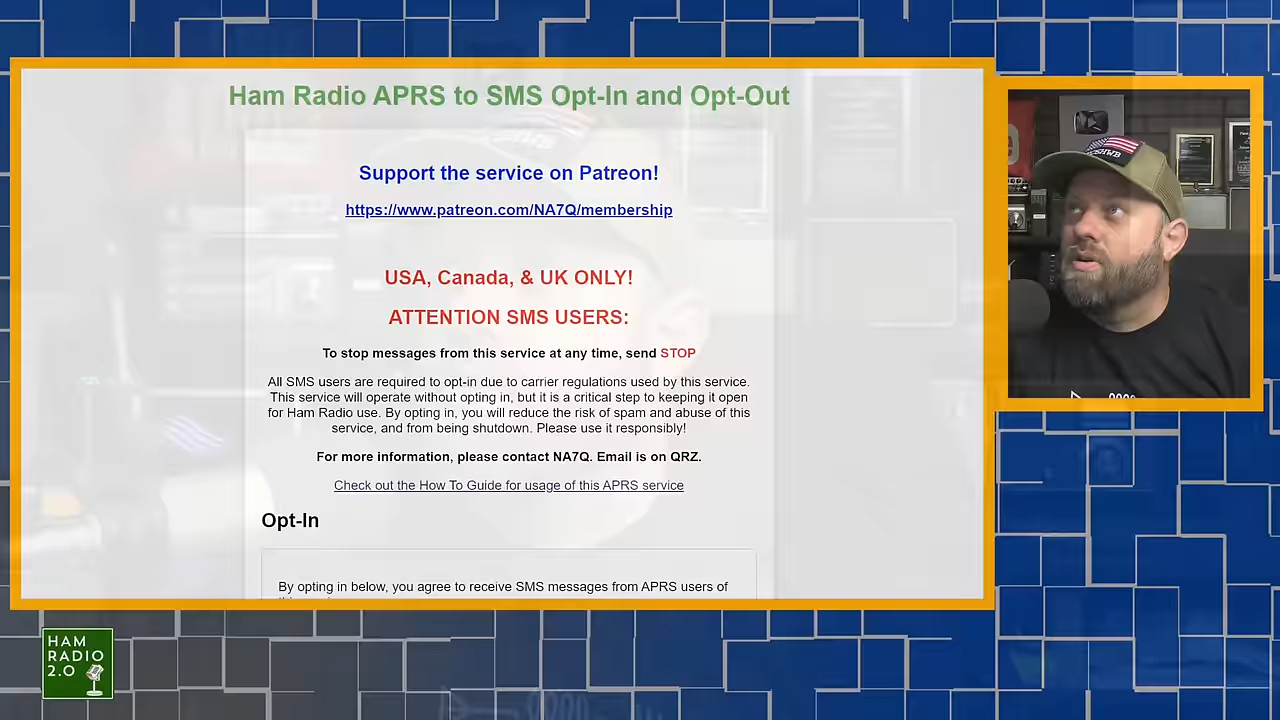 Ham Radio APRS to SMS Opt-In and Opt-Out
Support the service on Patreon!
https://www.patreon.com/NA7Q/membership
USA, Canada, & UK ONLY!
ATTENTION SMS USERS:
To stop messages from this service at any time, send STOP
All SMS users are required to opt-in due to carrier regulations used by this service.
This service will operate without opting in, but it is a critical step to keeping it open
for Ham Radio use. By opting in, you will reduce the risk of spam and abuse of this
service, and from being shutdown. Please use it responsibly!
For more information, please contact NA7Q. Email is on QRZ.
Check out the How To Guide for usage of this APRS service
Opt-In
By opting in below, you agree to receive SMS messages from APRS users of
HAM
RADIO
2.0